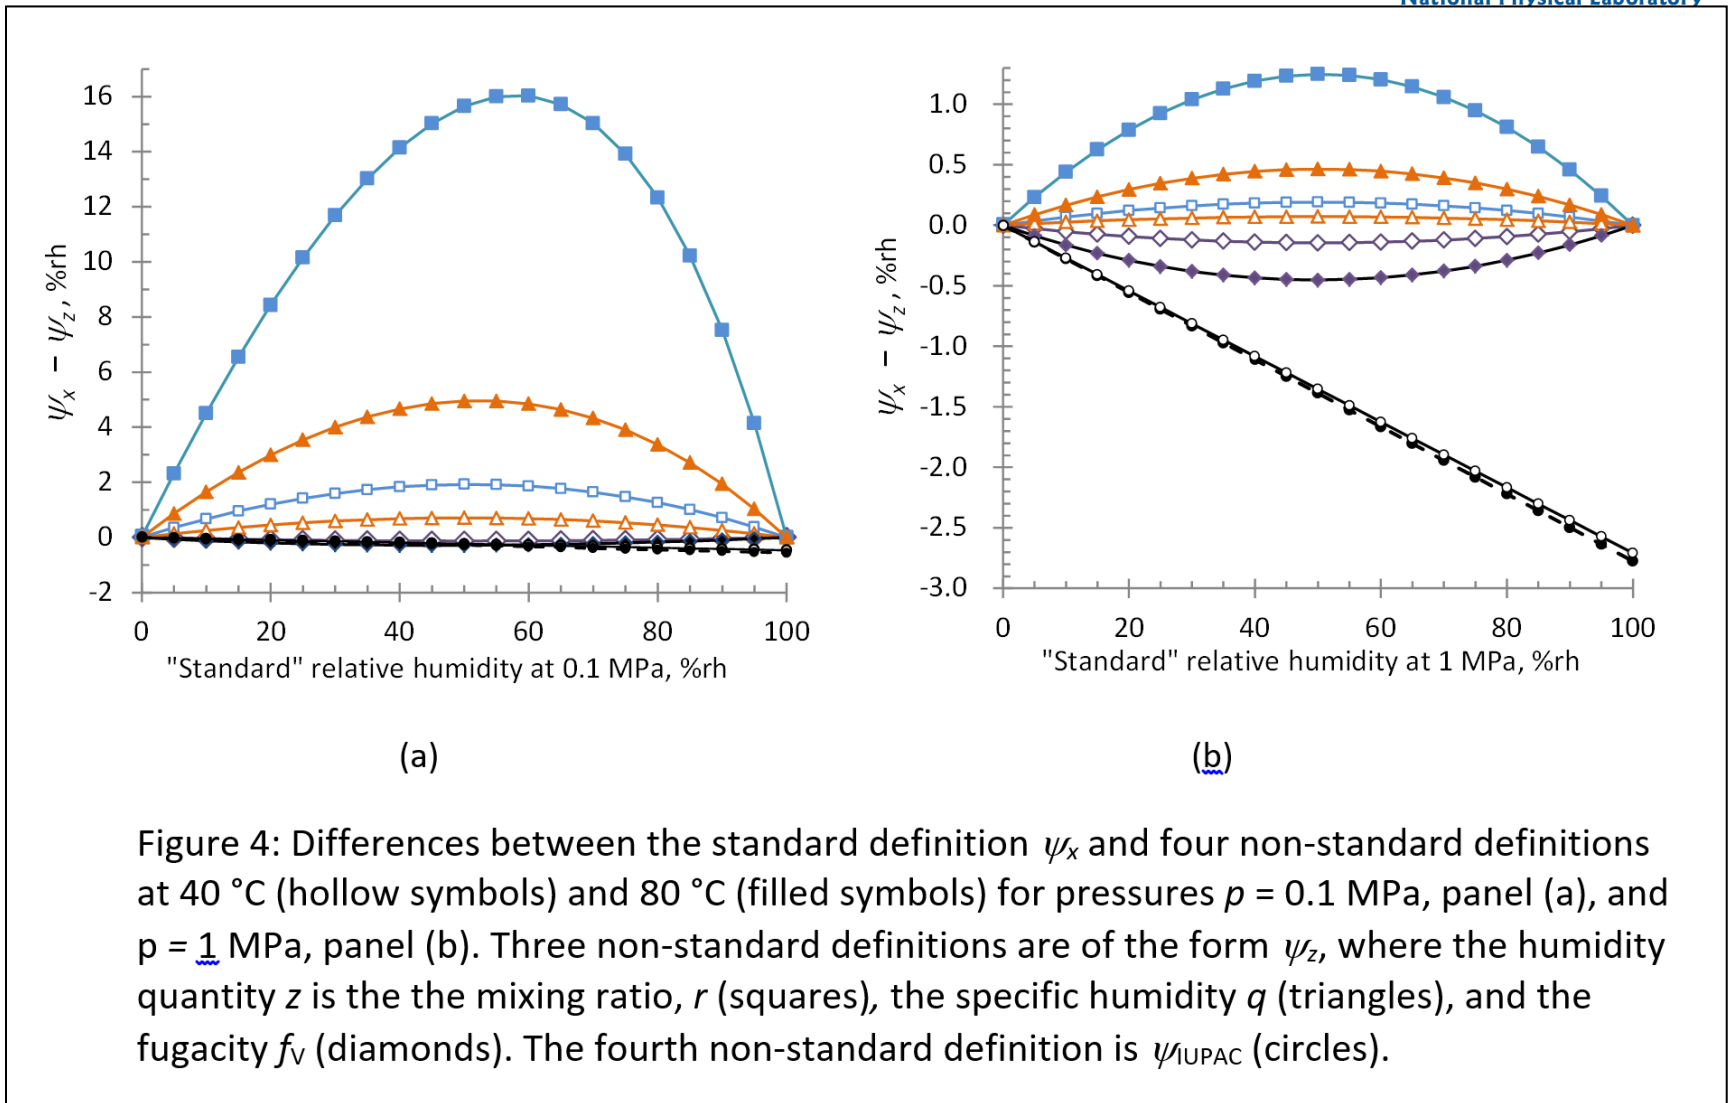 National Physical Laboratory
16
14
12
10
8
6
4
2
0
-2
ψx − ψz, %rh
0 20 40 60 80 100
"Standard" relative humidity at 0.1 MPa, %rh
(a)
1.0
0.5
0.0
-0.5
-1.0
-1.5
-2.0
-2.5
-3.0
ψx − ψz, %rh
0 20 40 60 80 100
"Standard" relative humidity at 1 MPa, %rh
(b)
Figure 4: Differences between the standard definition ψx and four non-standard definitions
at 40 °C (hollow symbols) and 80 °C (filled symbols) for pressures p = 0.1 MPa, panel (a), and
p = 1 MPa, panel (b). Three non-standard definitions are of the form ψz, where the humidity
quantity z is the the mixing ratio, r (squares), the specific humidity q (triangles), and the
fugacity fV (diamonds). The fourth non-standard definition is ψIUPAC (circles).